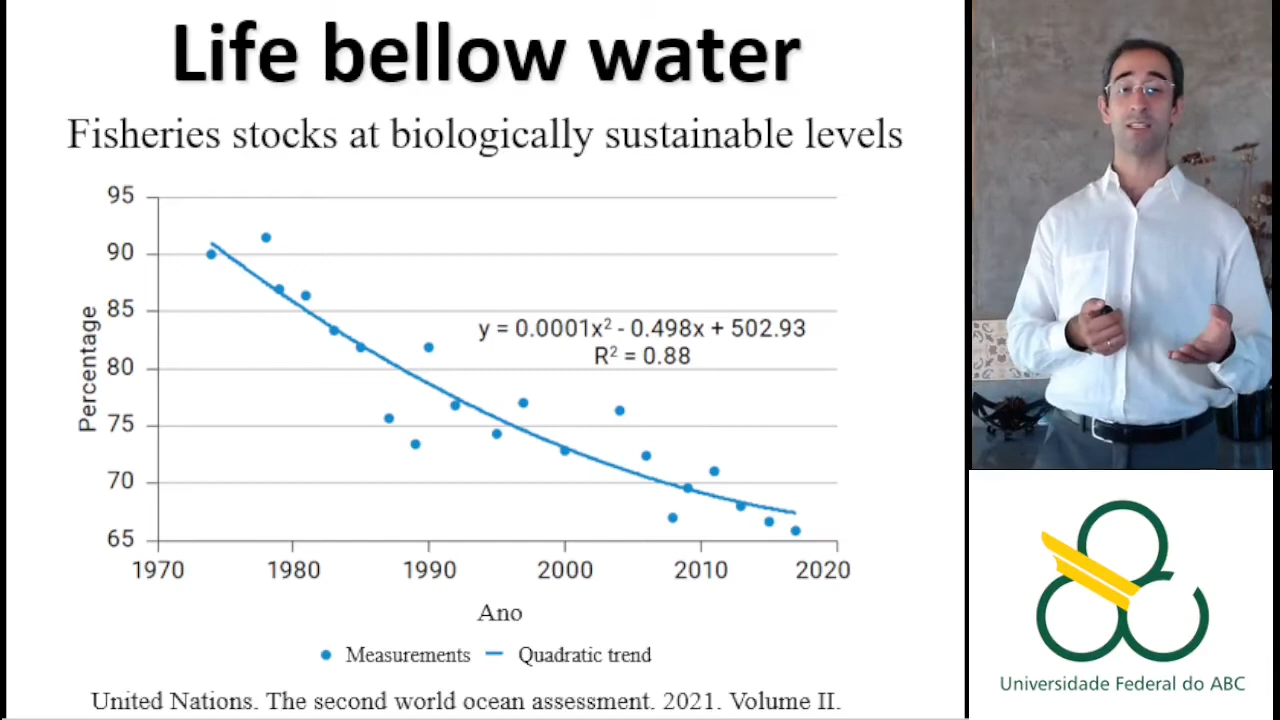 Life bellow water
Fisheries stocks at biologically sustainable levels
95
90
85
80
75
70
65
Percentage
y = 0.0001x² - 0.498x + 502.93
R² = 0.88
1970 1980 1990 2000 2010 2020
Ano
Measurements Quadratic trend
United Nations. The second world ocean assessment. 2021. Volume II.
Universidade Federal do ABC